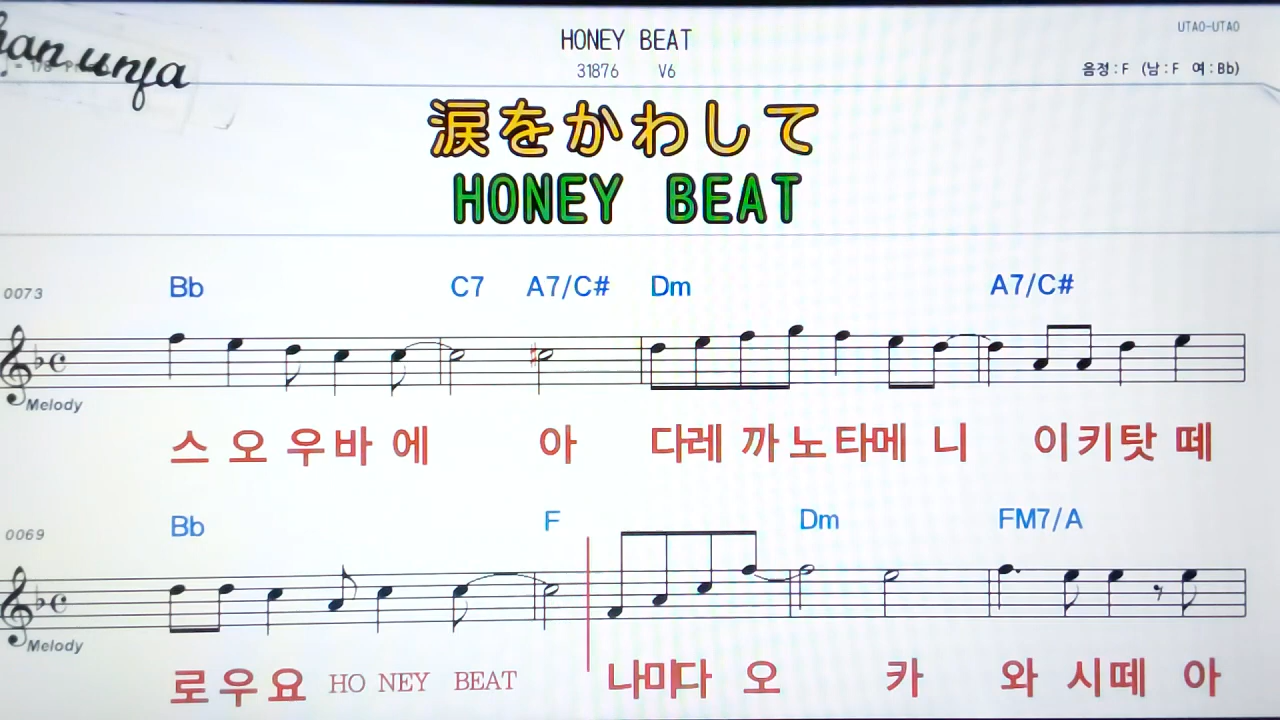 HONEY BEAT
UTAO-UTAO
31876 V6
음정:F (남:F 여:Bb)
涙をかわして
HONEY BEAT
0073 Bb C7 A7/C# Dm A7/C#
Melody
스 오 우바 에 아 다레 까 노 타메 니 이키탓 떼
0069 Bb F Dm FM7/A
Melody
로우요 HO NEY BEAT 나미다 오 카 와 시떼 아